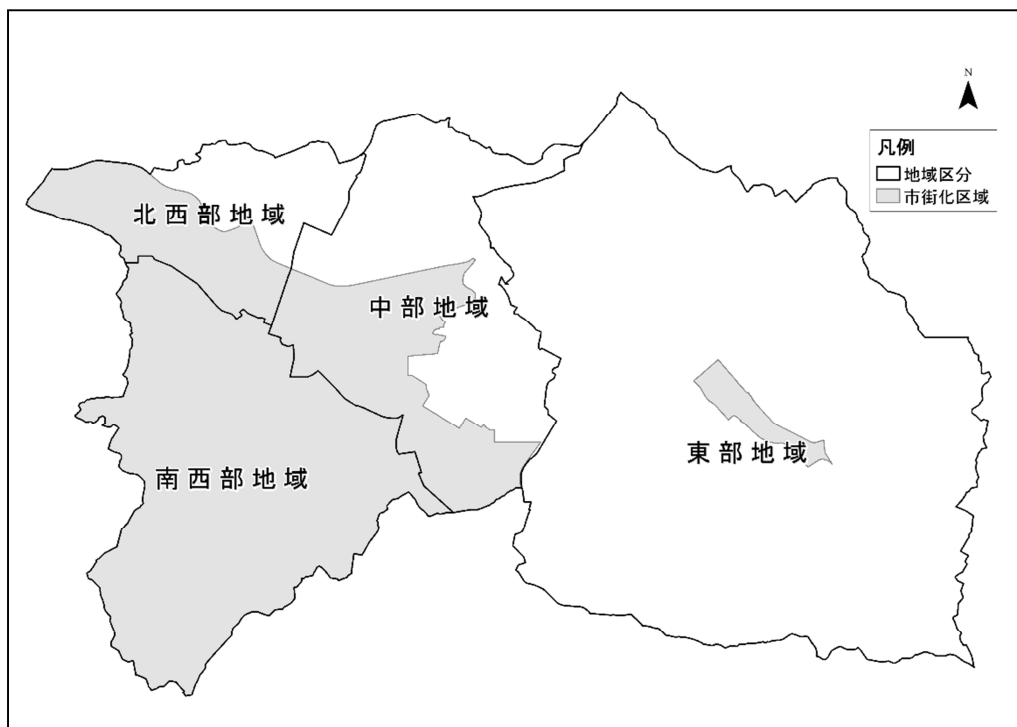 N
凡例
地域区分
市街化区域
北西部地域
中部地域
東部地域
南西部地域